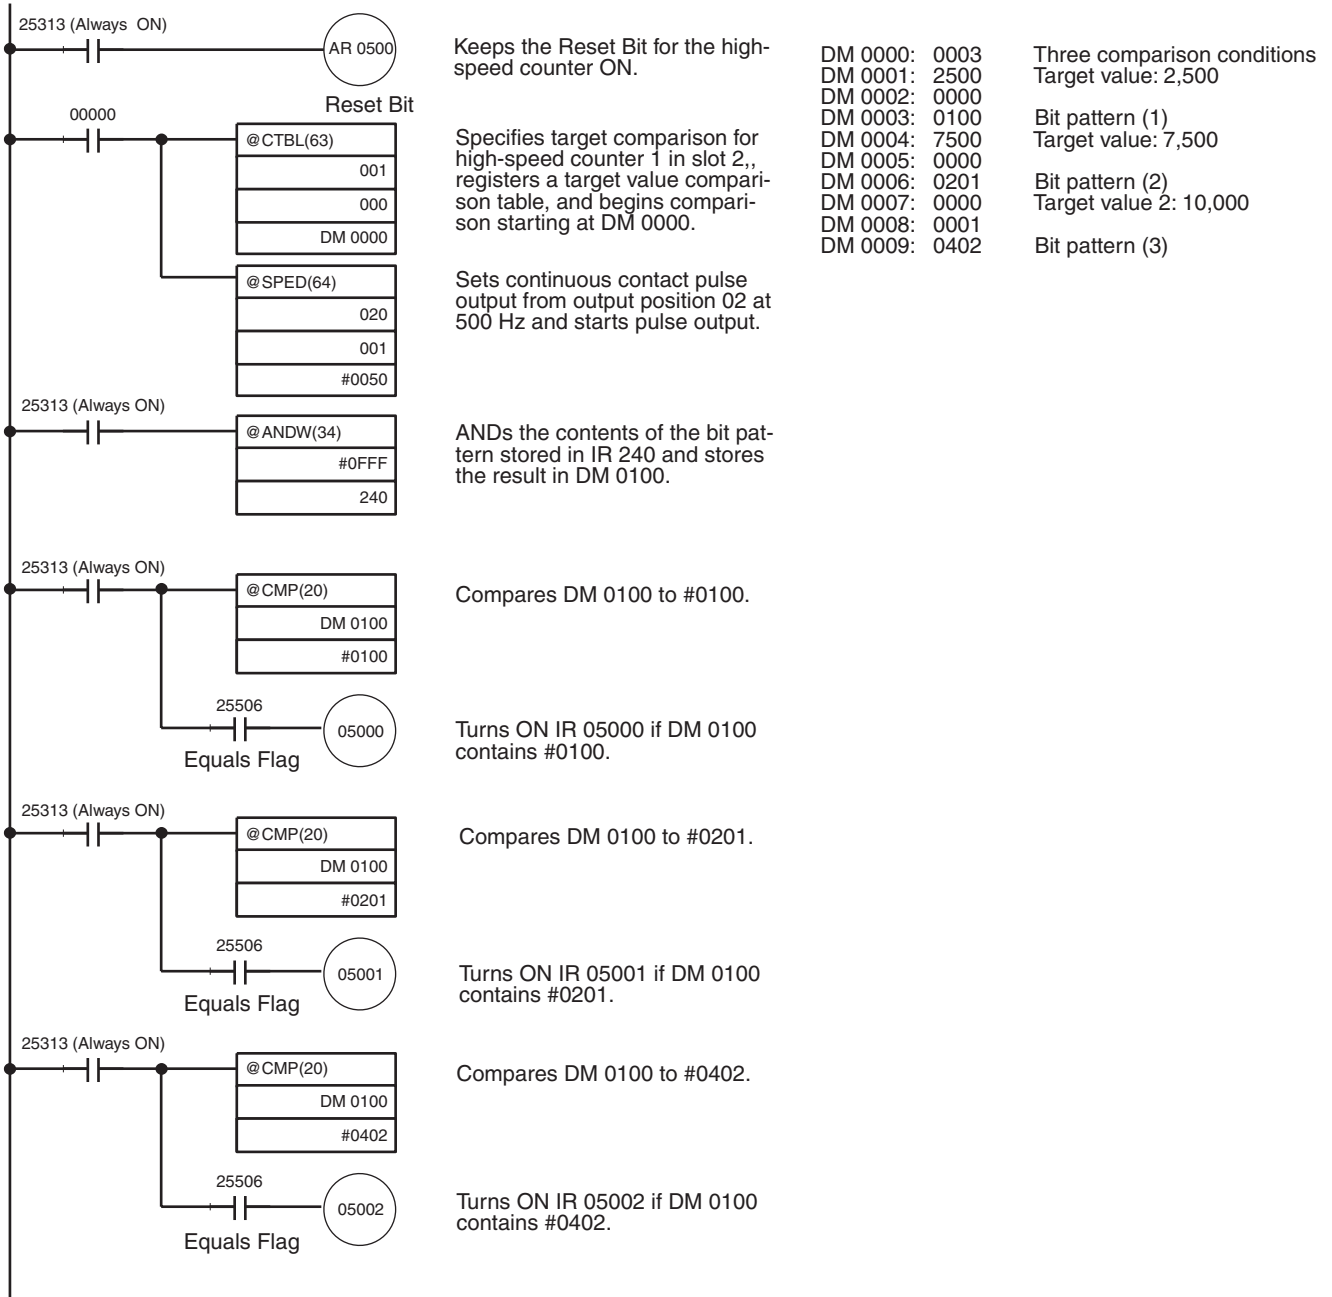 25313 (Always ON)
AR 0500
Reset Bit
Keeps the Reset Bit for the high-
speed counter ON.
DM 0000: 0003 Three comparison conditions
DM 0001: 2500 Target value: 2,500
DM 0002: 0000
DM 0003: 0100 Bit pattern (1)
DM 0004: 7500 Target value: 7,500
DM 0005: 0000
DM 0006: 0201 Bit pattern (2)
DM 0007: 0000 Target value 2: 10,000
DM 0008: 0001
DM 0009: 0402 Bit pattern (3)
00000
@CTBL(63)
001
000
DM 0000
Specifies target comparison for
high-speed counter 1 in slot 2,,
registers a target value compari-
son table, and begins compari-
son starting at DM 0000.
@SPED(64)
020
001
#0050
Sets continuous contact pulse
output from output position 02 at
500 Hz and starts pulse output.
25313 (Always ON)
@ANDW(34)
#0FFF
240
ANDs the contents of the bit pat-
tern stored in IR 240 and stores
the result in DM 0100.
25313 (Always ON)
@CMP(20)
DM 0100
#0100
Compares DM 0100 to #0100.
25506
05000
Equals Flag
Turns ON IR 05000 if DM 0100
contains #0100.
25313 (Always ON)
@CMP(20)
DM 0100
#0201
Compares DM 0100 to #0201.
25506
05001
Equals Flag
Turns ON IR 05001 if DM 0100
contains #0201.
25313 (Always ON)
@CMP(20)
DM 0100
#0402
Compares DM 0100 to #0402.
25506
05002
Equals Flag
Turns ON IR 05002 if DM 0100
contains #0402.